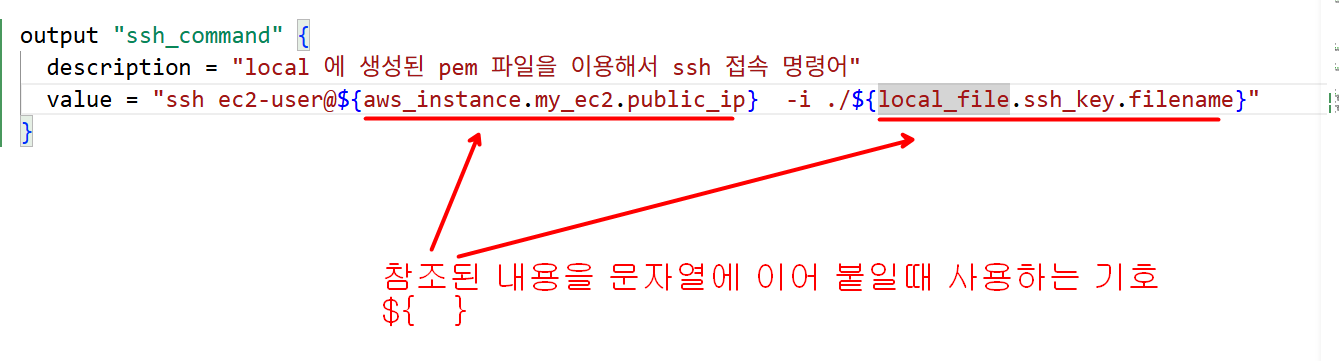 output "ssh_command" {
description = "local 에 생성된 pem 파일을 이용해서 ssh 접속 명령어"
value = "ssh ec2-user@${aws_instance.my_ec2.public_ip}  -i ./${local_file.ssh_key.filename}"
}
참조된 내용을 문자열에 이어 붙일때 사용하는 기호
${  }